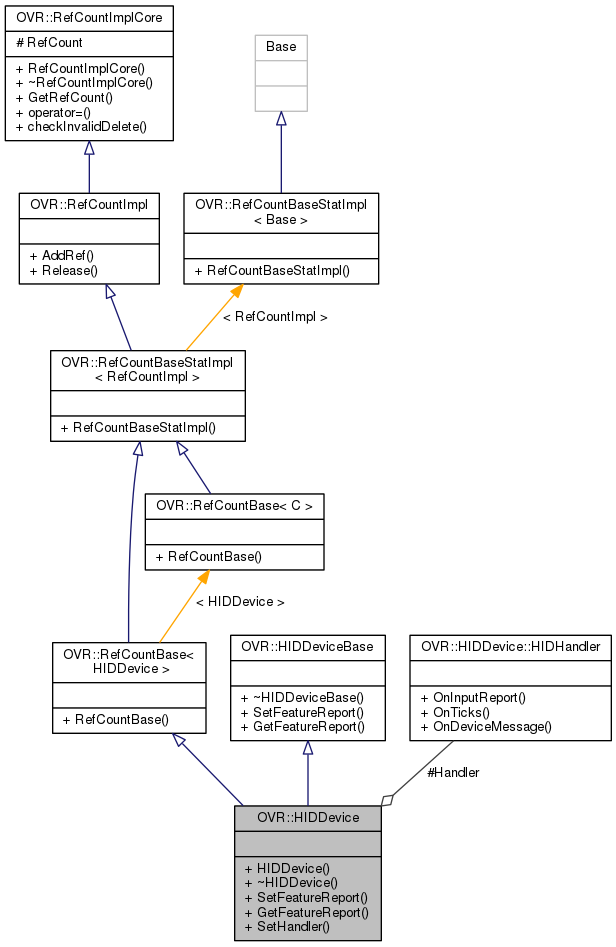 OVR::RefCountImplCore
# RefCount
+ RefCountImplCore()
+ ~RefCountImplCore()
+ GetRefCount()
+ operator=()
+ checkInvalidDelete()
Base
OVR::RefCountImpl
+ AddRef()
+ Release()
OVR::RefCountBaseStatImpl
< Base >
+ RefCountBaseStatImpl()
< RefCountImpl >
OVR::RefCountBaseStatImpl
< RefCountImpl >
+ RefCountBaseStatImpl()
OVR::RefCountBase< C >
+ RefCountBase()
< HIDDevice >
OVR::RefCountBase<
HIDDevice >
+ RefCountBase()
OVR::HIDDeviceBase
+ ~HIDDeviceBase()
+ SetFeatureReport()
+ GetFeatureReport()
OVR::HIDDevice::HIDHandler
+ OnInputReport()
+ OnTicks()
+ OnDeviceMessage()
#Handler
OVR::HIDDevice
+ HIDDevice()
+ ~HIDDevice()
+ SetFeatureReport()
+ GetFeatureReport()
+ SetHandler()